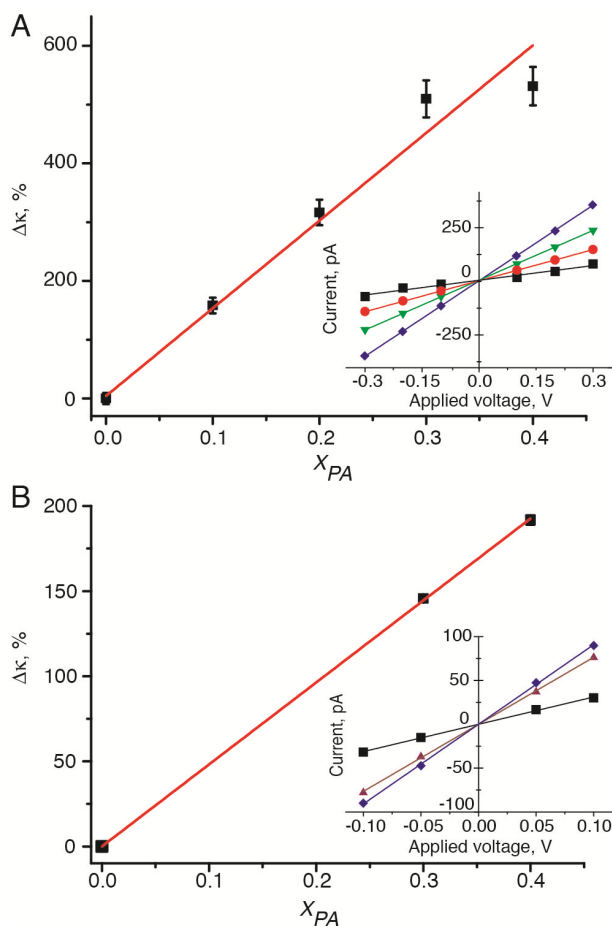 A
600
400
200
0
Δκ, %
0.0 0.1 0.2 0.3 0.4
X_PA
250
0
-250
Current, pA
-0.3 -0.15 0.0 0.15 0.3
Applied voltage, V
B
200
150
100
50
0
Δκ, %
0.0 0.1 0.2 0.3 0.4
X_PA
100
50
0
-50
-100
Current, pA
-0.10 -0.05 0.00 0.05 0.10
Applied voltage, V